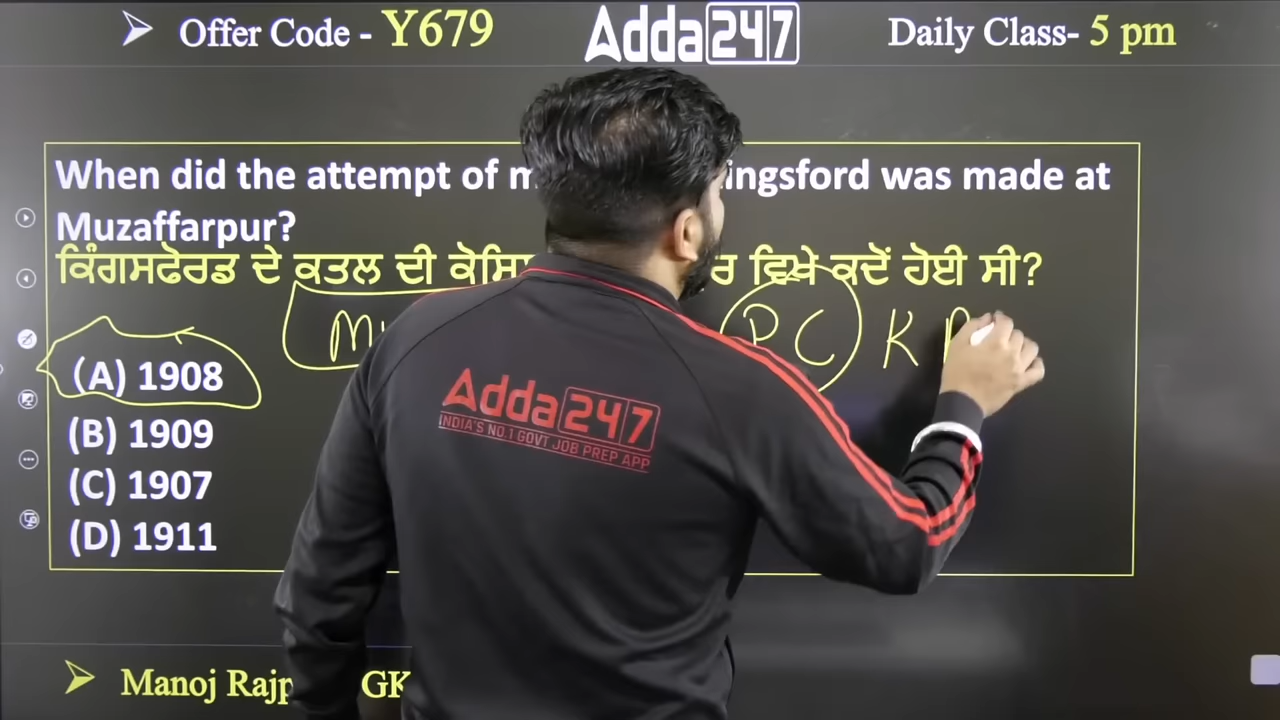 Offer Code - Y679
Adda247
Daily Class- 5 pm
When did the attempt of ingsford was made at
Muzaffarpur?
ਕਿੰਗਸਫੋਰਡ ਦੇ ਕਤਲ ਦੀ ਵਿਖੇ ਕਦੋਂ ਹੋਈ ਸੀ?
PC K
(A) 1908
(B) 1909
(C) 1907
(D) 1911
Adda247
INDIA'S NO.1 GOVT JOB PREP APP
Manoj GK